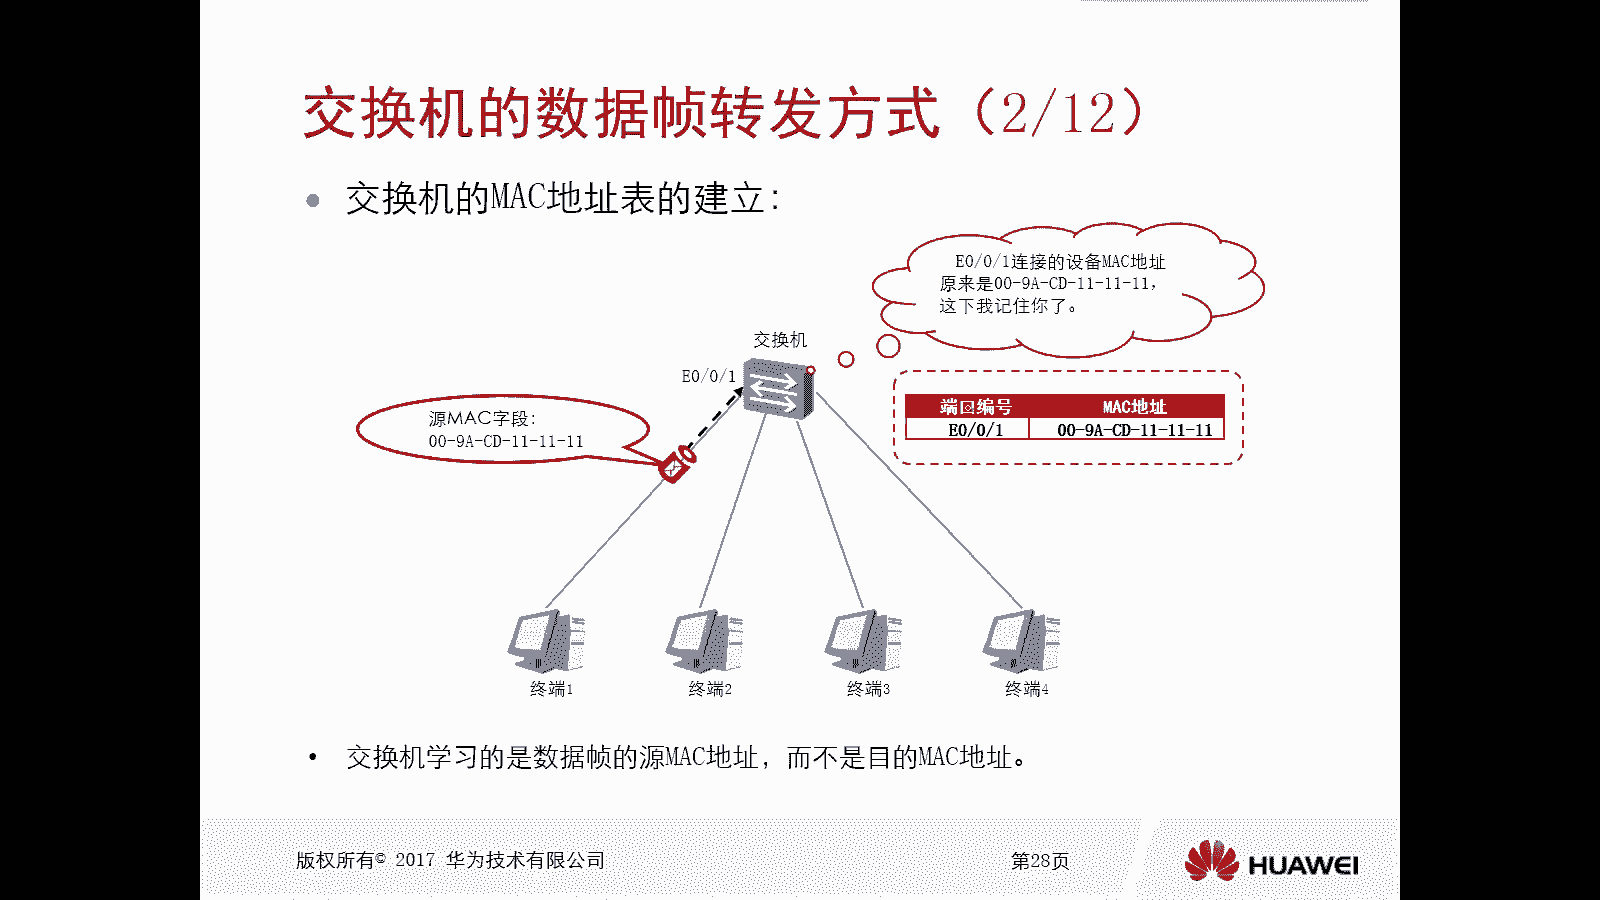 交换机的数据帧转发方式（2/12）
交换机的MAC地址表的建立：
E0/0/1连接的设备MAC地址
原来是00-9A-CD-11-11-11，
这下我记住你了。
交换机
E0/0/1
源MAC字段：
00-9A-CD-11-11-11
端口编号 MAC地址
E0/0/1 00-9A-CD-11-11-11
终端1 终端2 终端3 终端4
交换机学习的是数据帧的源MAC地址，而不是目的MAC地址。
版权所有© 2017 华为技术有限公司 第28页
HUAWEI